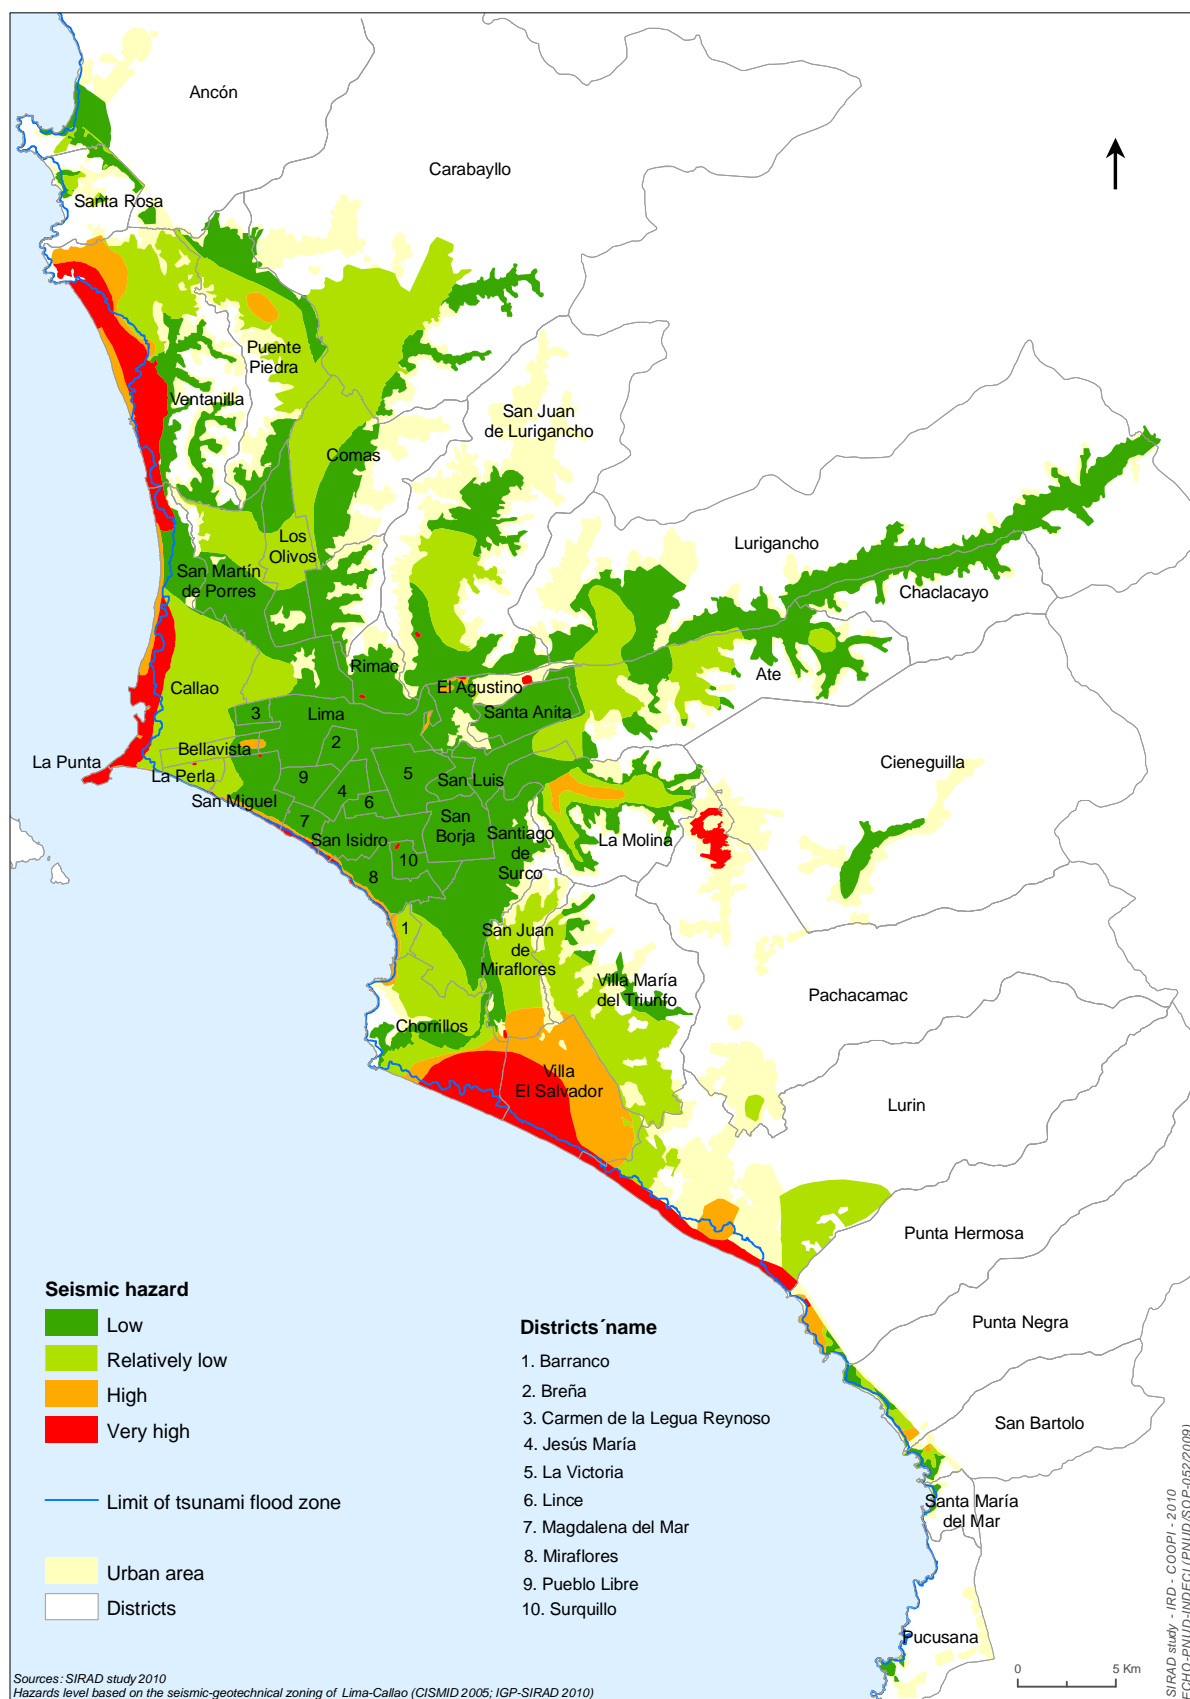 Ancón
Carabayllo
Santa Rosa
Puente
Piedra
Ventanilla
San Juan
de Lurigancho
Comas
Los
Olivos
Lurigancho
San Martín
de Porres
Chaclacayo
Rimac
Ate
Callao
El Agustino
3
Lima
Santa Anita
2
Bellavista
La Punta
Cieneguilla
La Perla
9
5
San Luis
4
6
San Miguel
7
San
Borja
San Isidro
Santiago
de
Surco
La Molina
10
8
1
San Juan
de
Miraflores
Villa María
del Triunfo
Pachacamac
Chorrillos
Villa
El Salvador
Lurin
Punta Hermosa
Punta Negra
San Bartolo
Santa María
del Mar
Pucusana
Seismic hazard
Low
Relatively low
High
Very high
Limit of tsunami flood zone
Urban area
Districts
Districts´name
1. Barranco
2. Breña
3. Carmen de la Legua Reynoso
4. Jesús María
5. La Victoria
6. Lince
7. Magdalena del Mar
8. Miraflores
9. Pueblo Libre
10. Surquillo
0 5 Km
Sources: SIRAD study 2010
Hazards level based on the seismic-geotechnical zoning of Lima-Callao (CISMID 2005; IGP-SIRAD 2010)
SIRAD study - IRD - COOPI - 2010
ECHO-PNUD-INDECI (PNUD/SOP-052/2009)